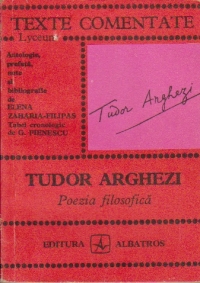 TEXTE COMENTATE
Lyceum
Antologie,
prefață,
note
și
bibliografie
de
ELENA
ZAHARIA-FILIPAȘ
Tabel cronologic
de G. PIENESCU
Tudor Arghezi
TUDOR ARGHEZI
Poezia filosofică
EDITURA ALBATROS